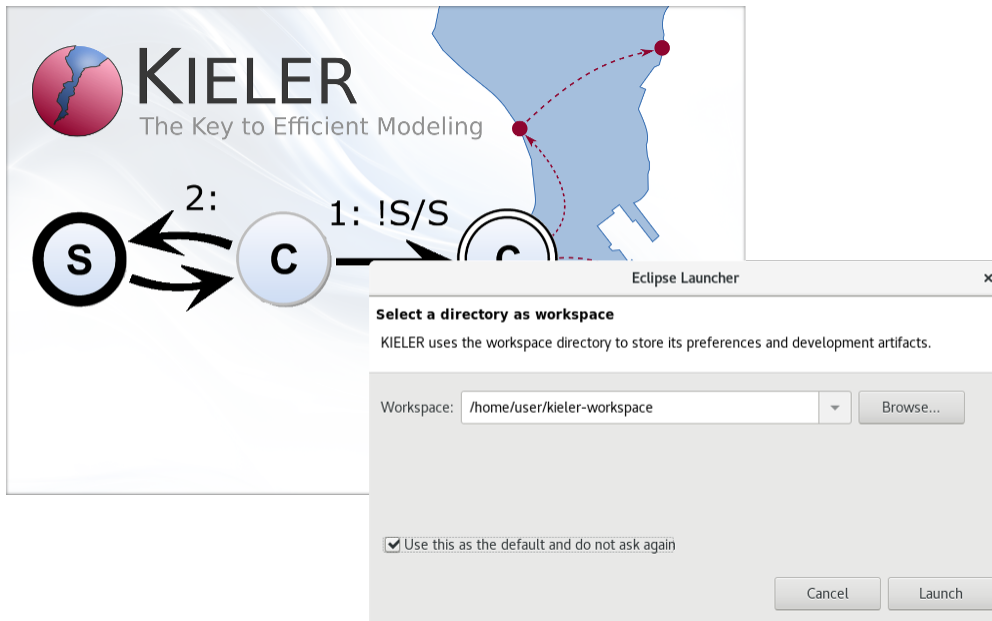 KIELER
The Key to Efficient Modeling
2:
1: !S/S
S
C
C
Eclipse Launcher
Select a directory as workspace
KIELER uses the workspace directory to store its preferences and development artifacts.
Workspace: /home/user/kieler-workspace Browse...
Use this as the default and do not ask again
Cancel Launch